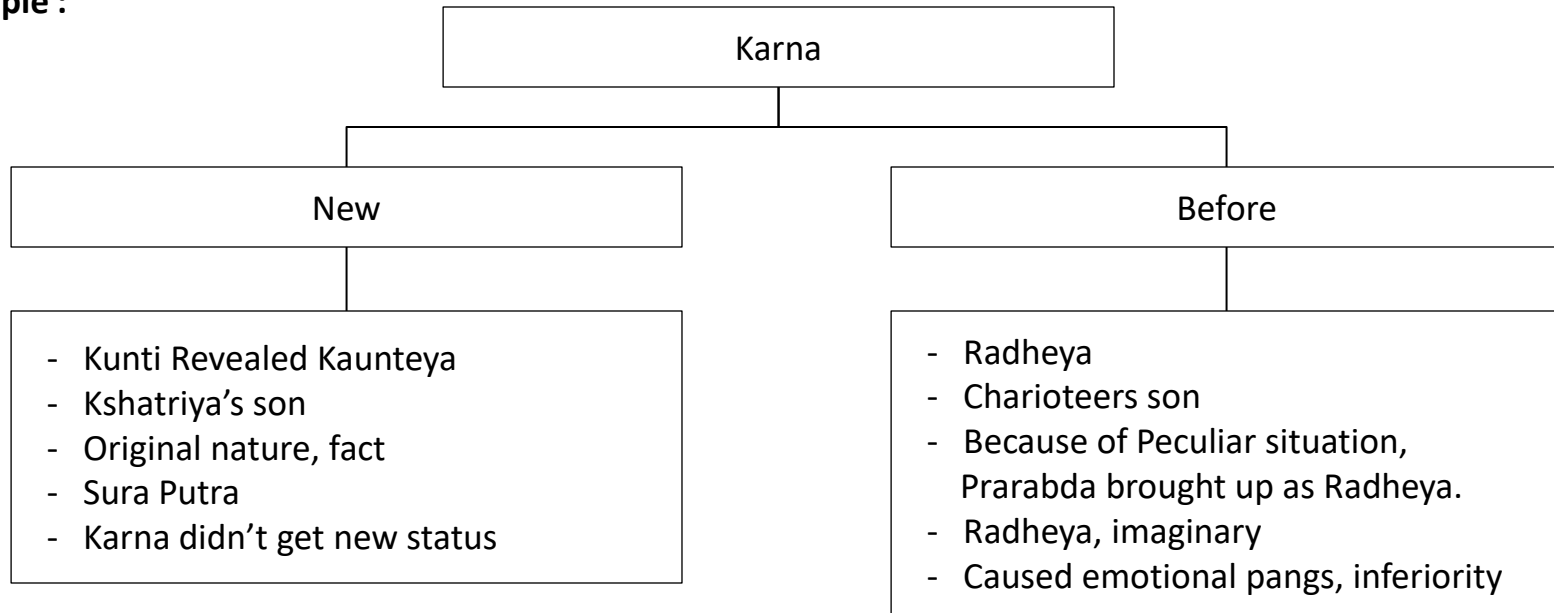 ple :
Karna
New
Before
- Kunti Revealed Kaunteya
- Kshatriya’s son
- Original nature, fact
- Sura Putra
- Karna didn’t get new status
- Radheya
- Charioteers son
- Because of Peculiar situation,
Prarabda brought up as Radheya.
- Radheya, imaginary
- Caused emotional pangs, inferiority